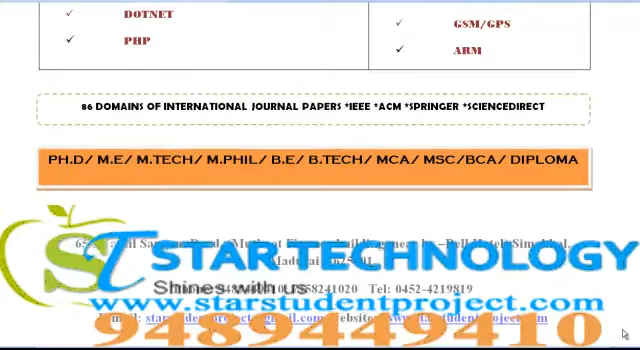 DOTNET
GSM/GPS
PHP
ARM
86 DOMAINS OF INTERNATIONAL JOURNAL PAPERS *IEEE *ACM *SPRINGER *SCIENCEDIRECT
PH.D/ M.E/ M.TECH/ M.PHIL/ B.E/ B.TECH/ MCA/ MSC/BCA/ DIPLOMA
STARTECHNOLOGY
Shines with us
Tel: 0452-4219819
www.starstudentproject.com
9489449410